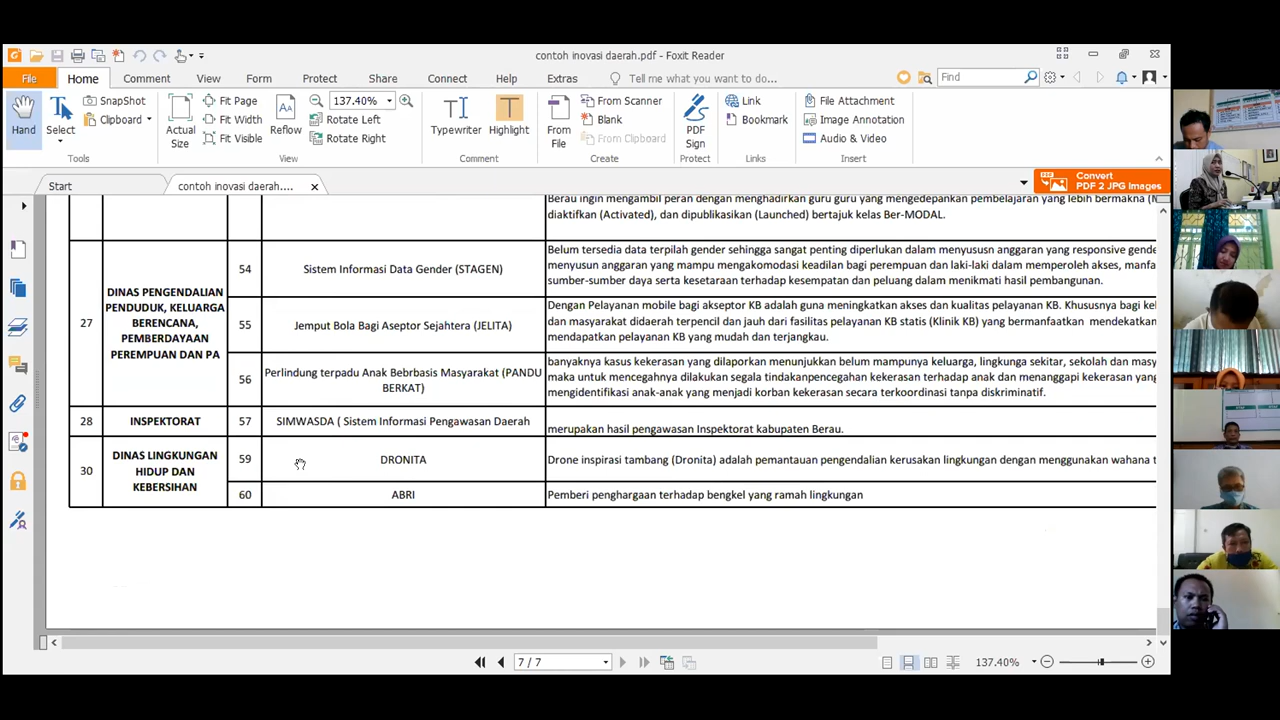 contoh inovasi daerah.pdf - Foxit Reader
File Home Comment View Form Protect Share Connect Help Extras Tell me what you want to do... Find
Hand
Select
SnapShot
Clipboard
Tools
Actual Size
Fit Page
Fit Width
Fit Visible
Reflow
137.40%
Rotate Left
Rotate Right
View
Typewriter
Highlight
Comment
From File
From Scanner
Blank
From Clipboard
Create
PDF Sign
Protect
Link
Bookmark
Links
File Attachment
Image Annotation
Audio & Video
Insert
Start
contoh inovasi daerah....
Convert
PDF 2 JPG Images
Berau ingin mengambil peran dengan menghadirkan guru guru yang mengedepankan pembelajaran yang lebih bermakna (M
diaktifkan (Activated), dan dipublikasikan (Launched) bertajuk kelas Ber-MODAL.
27
DINAS PENGENDALIAN
PENDUDUK, KELUARGA
BERENCANA,
PEMBERDAYAAN
PEREMPUAN DAN PA
54
Sistem Informasi Data Gender (STAGEN)
Belum tersedia data terpilah gender sehingga sangat penting diperlukan dalam menyususn anggaran yang responsive gende
menyusun anggaran yang mampu mengakomodasi keadilan bagi perempuan dan laki-laki dalam memperoleh akses, manfa
sumber-sumber daya serta kesetaraan terhadap kesempatan dan peluang dalam menikmati hasil pembangunan.
55
Jemput Bola Bagi Aseptor Sejahtera (JELITA)
Dengan Pelayanan mobile bagi akseptor KB adalah guna meningkatkan akses dan kualitas pelayanan KB. Khususnya bagi kel
dan masyarakat didaerah terpencil dan jauh dari fasilitas pelayanan KB statis (Klinik KB) yang bermanfaatkan mendekatkan
mendapatkan pelayanan KB yang mudah dan terjangkau.
56
Perlindung terpadu Anak Bebrbasis Masyarakat (PANDU
BERKAT)
banyaknya kasus kekerasan yang dilaporkan menunjukkan belum mampunya keluarga, lingkunga sekitar, sekolah dan masy
maka untuk mencegahnya dilakukan segala tindakanpencegahan kekerasan terhadap anak dan menanggapi kekerasan yang
mengidentifikasi anak-anak yang menjadi korban kekerasan secara terkoordinasi tanpa diskriminatif.
28
INSPEKTORAT
57
SIMWASDA ( Sistem Informasi Pengawasan Daerah
merupakan hasil pengawasan Inspektorat kabupaten Berau.
30
DINAS LINGKUNGAN
HIDUP DAN
KEBERSIHAN
59
DRONITA
Drone inspirasi tambang (Dronita) adalah pemantauan pengendalian kerusakan lingkungan dengan menggunakan wahana t
60
ABRI
Pemberi penghargaan terhadap bengkel yang ramah lingkungan
7 / 7
137.40%